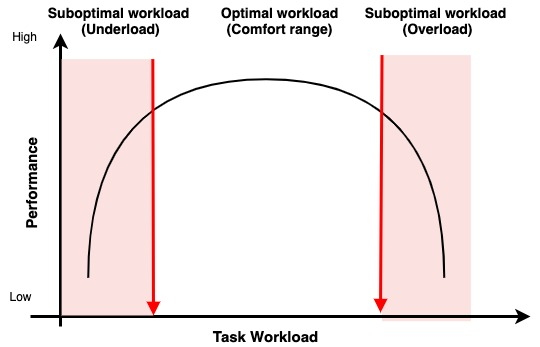 Suboptimal workload
(Underload)
Optimal workload
(Comfort range)
Suboptimal workload
(Overload)
High
Performance
Low
Task Workload